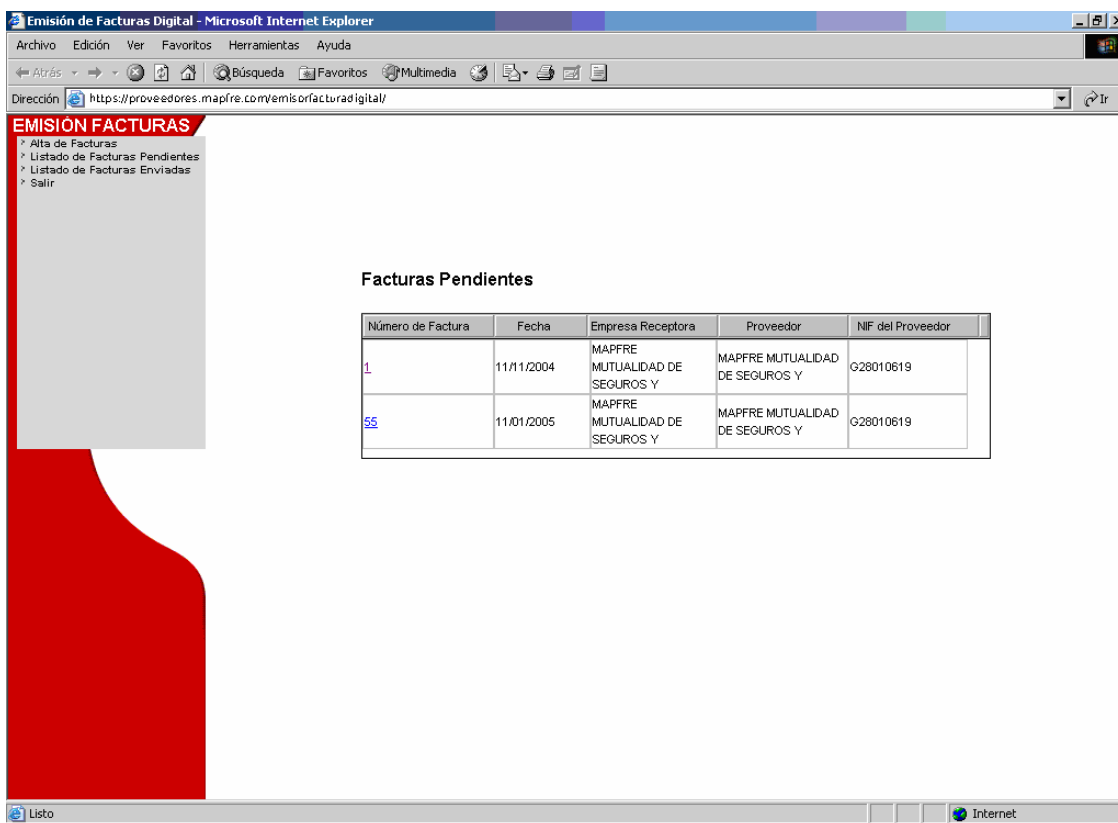 Emisión de Facturas Digital - Microsoft Internet Explorer
Archivo Edición Ver Favoritos Herramientas Ayuda
Atrás Búsqueda Favoritos Multimedia
Dirección https://proveedores.mapfre.com/emisorfacturadigital/ Ir
EMISIÓN FACTURAS
Alta de Facturas
Listado de Facturas Pendientes
Listado de Facturas Enviadas
Salir
Facturas Pendientes
Número de Factura Fecha Empresa Receptora Proveedor NIF del Proveedor
1 11/11/2004 MAPFRE MUTUALIDAD DE SEGUROS Y MAPFRE MUTUALIDAD DE SEGUROS Y G28010619
55 11/01/2005 MAPFRE MUTUALIDAD DE SEGUROS Y MAPFRE MUTUALIDAD DE SEGUROS Y G28010619
Listo Internet